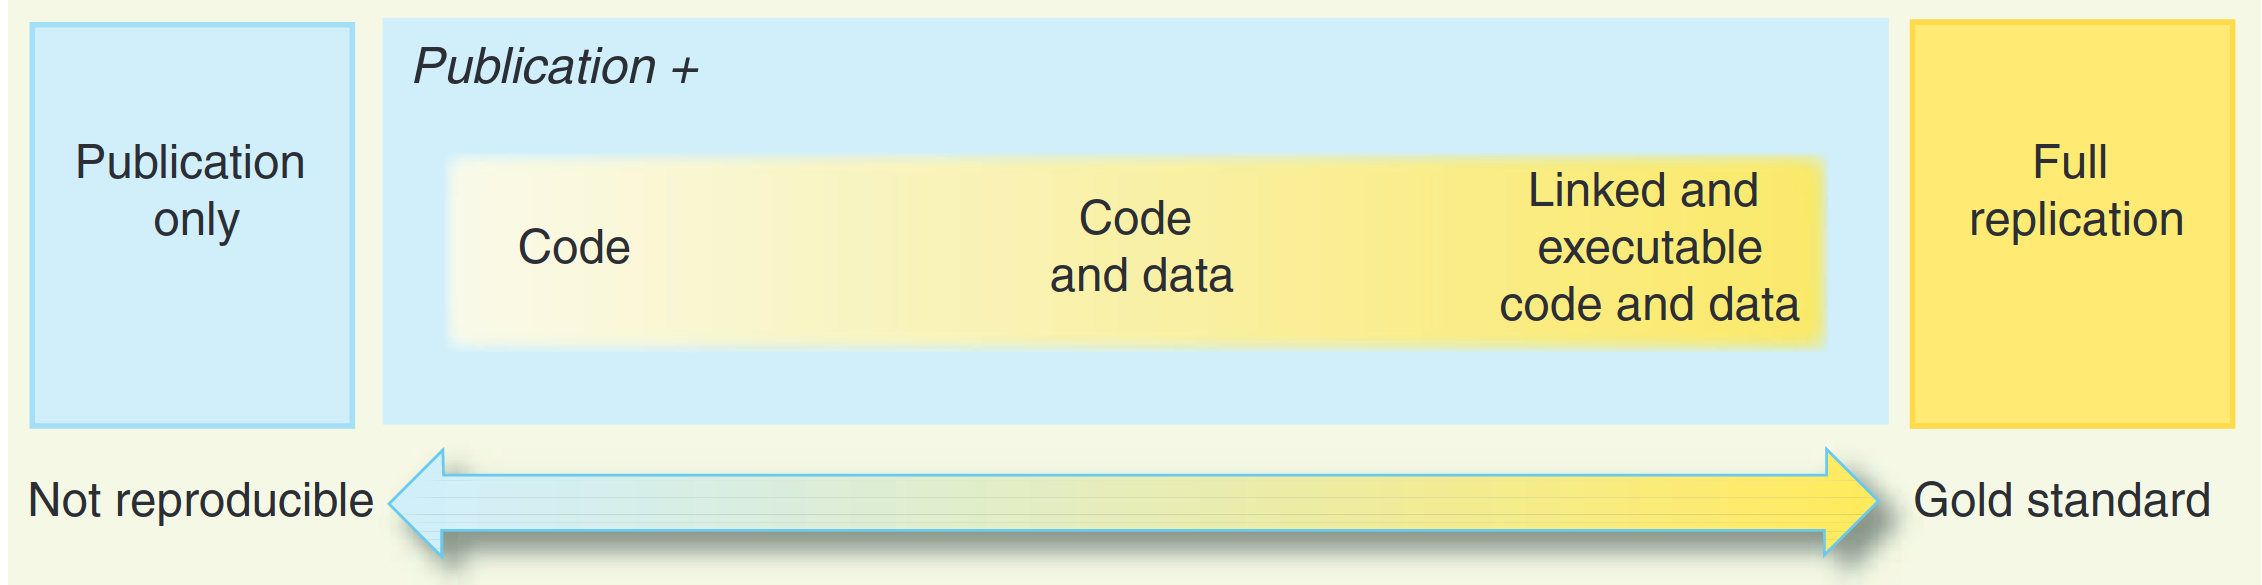 Publication
only
Publication +
Code
Code
and data
Linked and
executable
code and data
Full
replication
Not reproducible
Gold standard